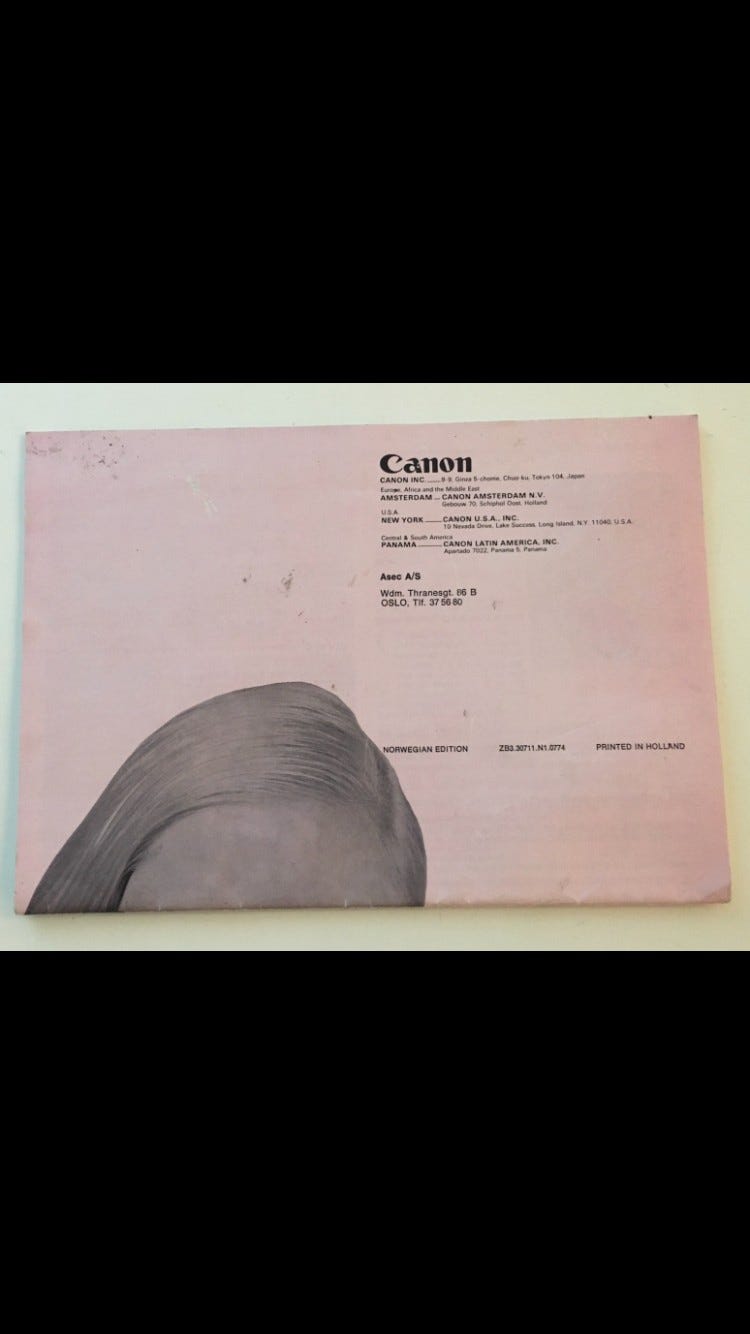 Canon
CANON INC. 9-9, Ginza 5-chome, Chuo-ku, Tokyo 104, Japan
Europe, Africa and the Middle East
AMSTERDAM CANON AMSTERDAM N.V.
Gebouw 70, Schiphol Oost, Holland
U.S.A
NEW YORK CANON U.S.A., INC.
10 Nevada Drive, Lake Success, Long Island, N.Y. 11040, U.S.A.
Central & South America
PANAMA CANON LATIN AMERICA, INC.
Apartado 7022, Panama 5, Panama
Asec A/S
Wdm. Thranesgt. 86 B
OSLO, Tlf. 37 56 80
NORWEGIAN EDITION ZB3.30711.N1.0774 PRINTED IN HOLLAND